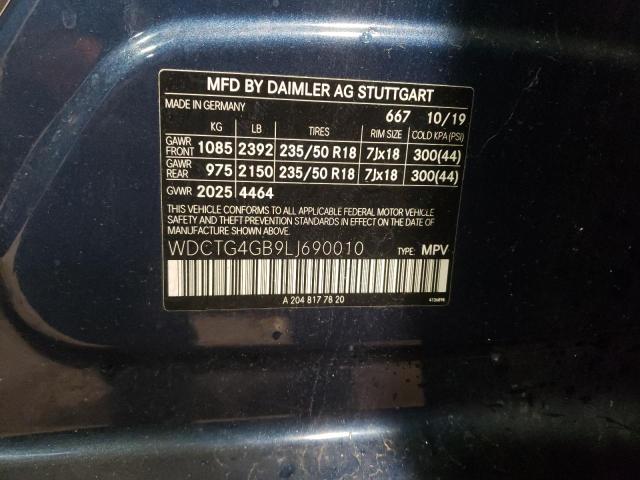 MFD BY DAIMLER AG STUTTGART
MADE IN GERMANY 667 10/19
KG LB TIRES RIM SIZE COLD KPA (PSI)
GAWR FRONT 1085 2392 235/50 R18 7Jx18 300(44)
GAWR REAR 975 2150 235/50 R18 7Jx18 300(44)
GVWR 2025 4464
THIS VEHICLE CONFORMS TO ALL APPLICABLE FEDERAL MOTOR VEHICLE
SAFETY AND THEFT PREVENTION STANDARDS IN EFFECT ON THE DATE
OF MANUFACTURE SHOWN ABOVE.
WDCTG4GB9LJ690010 TYPE: MPV
A 204 817 78 20